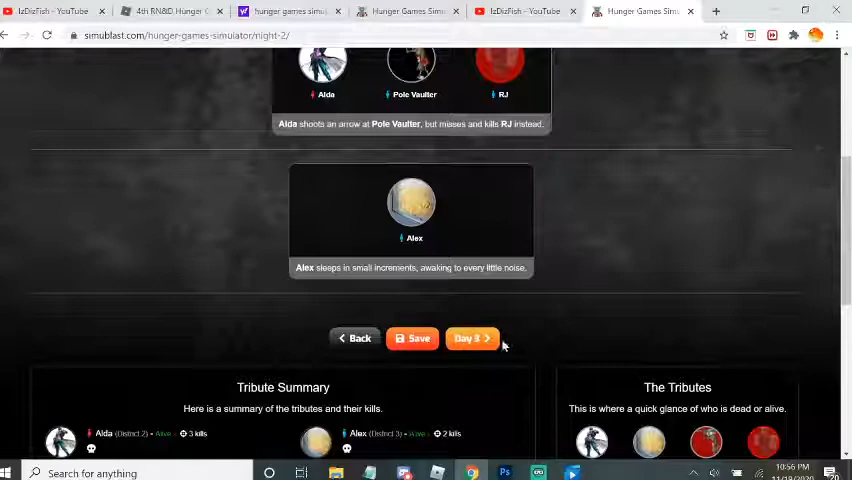 IzDizFish - YouTube
4th RN&D Hunger G
hunger games simul
Hunger Games Simu
IzDizFish - YouTube
Hunger Games Simu
simublast.com/hunger-games-simulator/night-2/
Alda
Pole Vaulter
RJ
Alda shoots an arrow at Pole Vaulter, but misses and kills RJ instead.
Alex
Alex sleeps in small increments, awaking to every little noise.
Back
Save
Day 3
Tribute Summary
The Tributes
Here is a summary of the tributes and their kills.
This is where a quick glance of who is dead or alive.
Alda (District 2) - Alive - 3 kills
Alex (District 3) - Alive - 2 kills
Search for anything
Ps
10:56 PM
11/19/2020
20